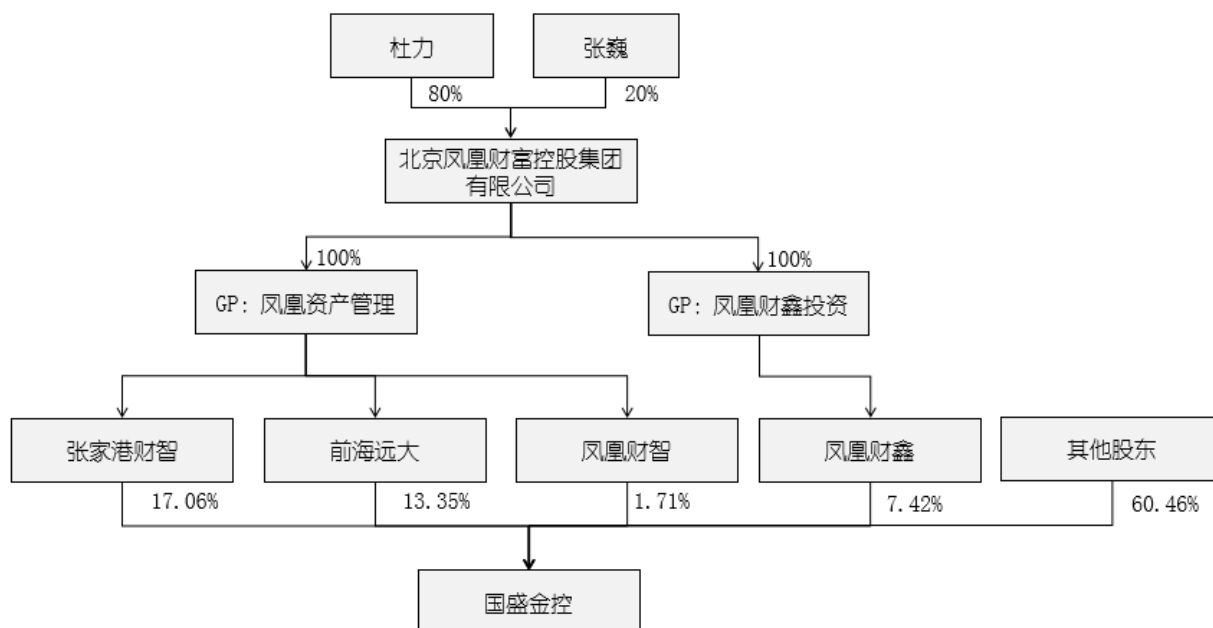 杜力
张巍
80%
20%
北京凤凰财富控股集团
有限公司
100%
100%
GP: 凤凰资产管理
GP: 凤凰财鑫投资
张家港财智
前海远大
凤凰财智
凤凰财鑫
其他股东
17.06%
13.35%
1.71%
7.42%
60.46%
国盛金控